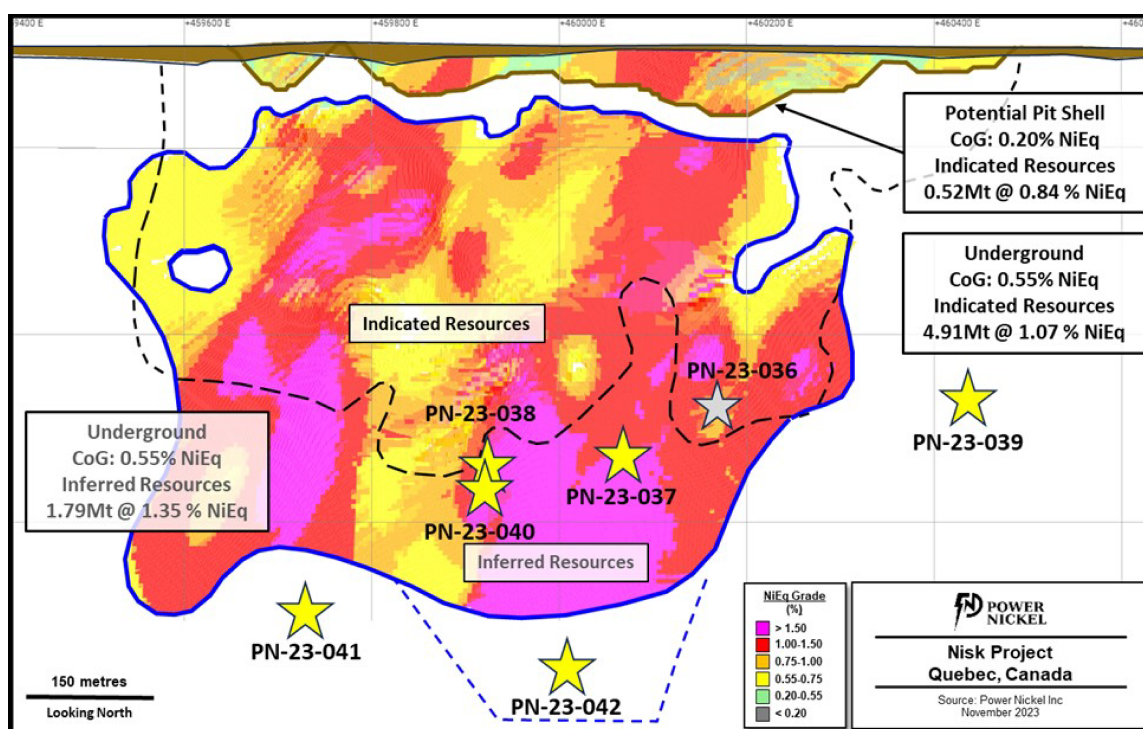 9400 E
*459600 E
*459800 E
*460000 E
*460200 E
*460400 E
Potential Pit Shell
CoG: 0.20% NiEq
Indicated Resources
0.52Mt @ 0.84 % NiEq
Underground
CoG: 0.55% NiEq
Indicated Resources
4.91Mt @ 1.07 % NiEq
Indicated Resources
PN-23-036
PN-23-038
PN-23-039
Underground
CoG: 0.55% NiEq
Inferred Resources
1.79Mt @ 1.35 % NiEq
PN-23-037
PN-23-040
Inferred Resources
PN-23-041
PN-23-042
150 metres
Looking North
NiEq Grade
(%)
> 1.50
1.00-1.50
0.75-1.00
0.55-0.75
0.20-0.55
< 0.20
POWER
NICKEL
Nisk Project
Quebec, Canada
Source: Power Nickel Inc
November 2023